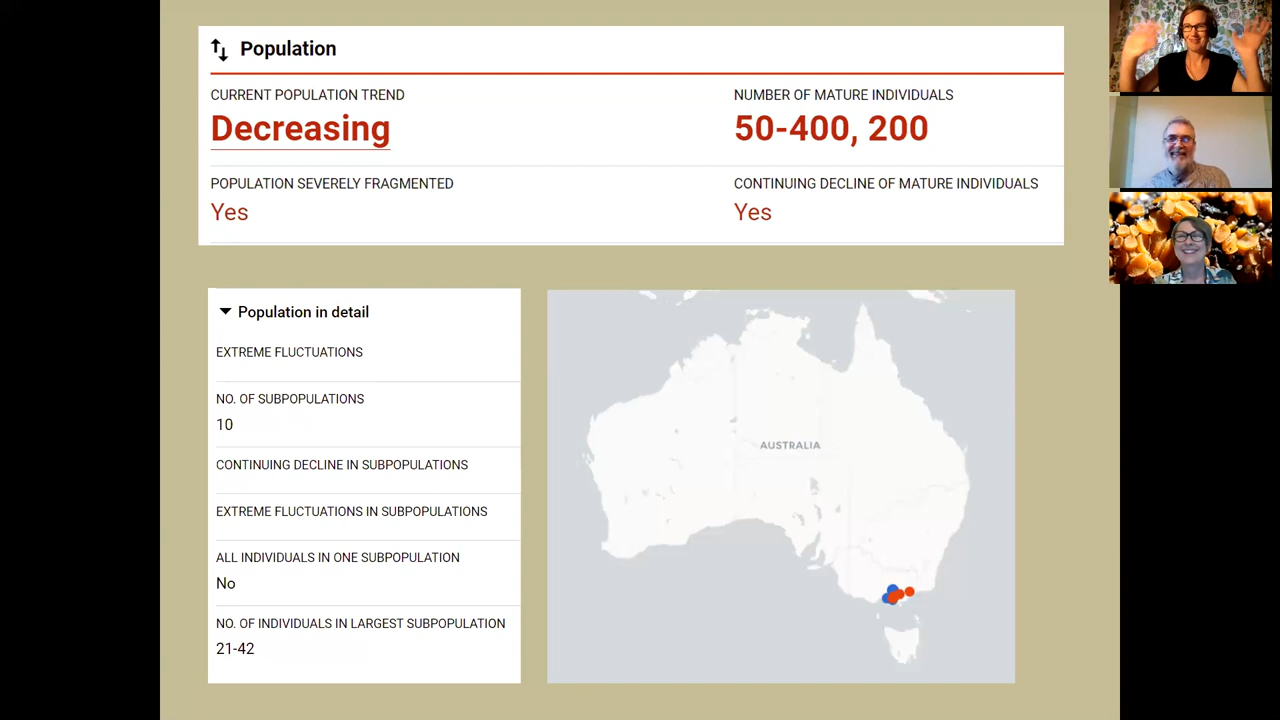 Population
CURRENT POPULATION TREND
Decreasing
NUMBER OF MATURE INDIVIDUALS
50-400, 200
POPULATION SEVERELY FRAGMENTED
Yes
CONTINUING DECLINE OF MATURE INDIVIDUALS
Yes
Population in detail
EXTREME FLUCTUATIONS
NO. OF SUBPOPULATIONS
10
CONTINUING DECLINE IN SUBPOPULATIONS
EXTREME FLUCTUATIONS IN SUBPOPULATIONS
ALL INDIVIDUALS IN ONE SUBPOPULATION
No
NO. OF INDIVIDUALS IN LARGEST SUBPOPULATION
21-42
AUSTRALIA